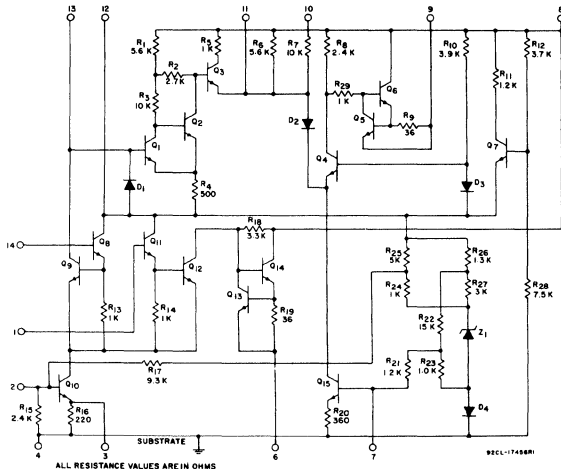 13 12 11 10 9 8
R1 5.6 K
R5 1 K
R6 5.6 K
R7 10 K
R8 2.4 K
R10 3.9 K
R12 3.7 K
R2 2.7 K
Q3
R29 1 K
Q6
R11 1.2 K
R3 10 K
Q2
D2
Q5
R9 36
Q1
Q4
Q7
D1
R4 500
D3
R18 3.3 K
14
Q8
Q11
R25 5 K
R26 1.3 K
Q9
Q12
Q14
R24 1 K
R27 3 K
R28 7.5 K
R13 1 K
R14 1 K
Q13
R19 36
R22 15 K
Z1
1
R17 9.3 K
R21 1.2 K
R23 1.0 K
2
Q10
Q15
D4
R15 2.4 K
R16 220
R20 360
SUBSTRATE
4 3 6 7
92CL-17456R1
ALL RESISTANCE VALUES ARE IN OHMS